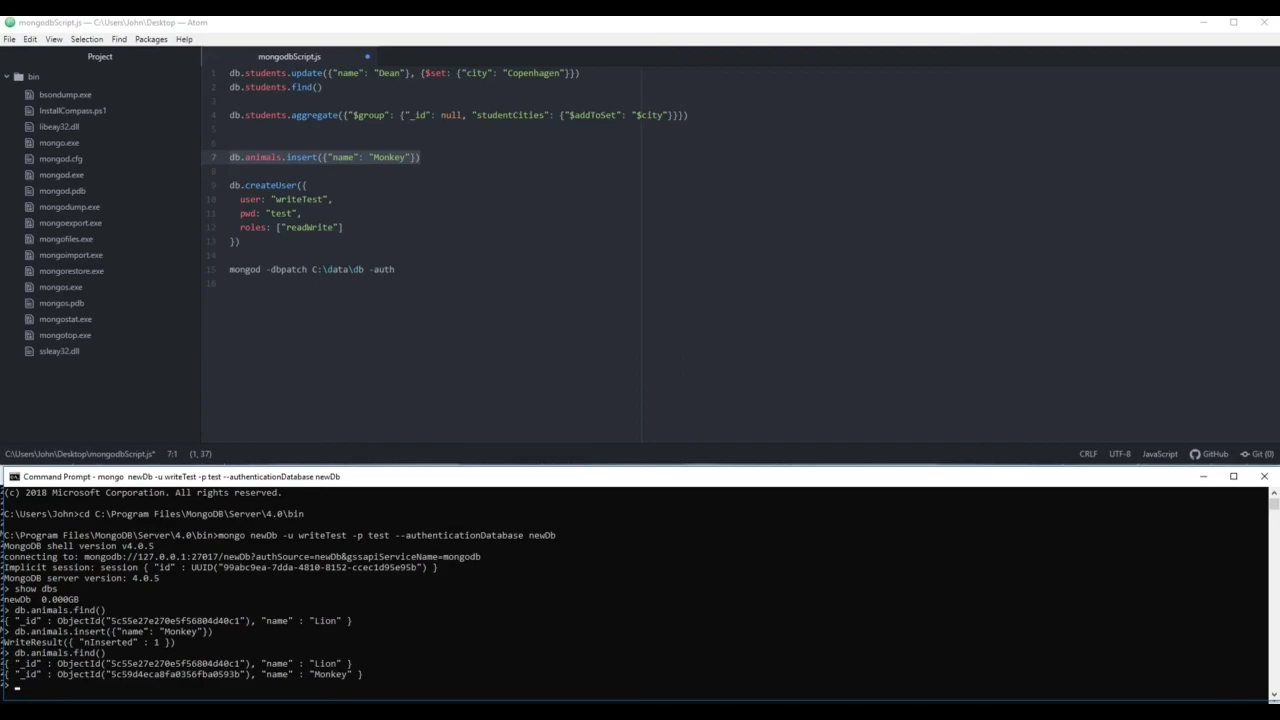 mongodbScript.js — C:\Users\John\Desktop — Atom
File Edit View Selection Find Packages Help
Project
mongodbScript.js
bin
bsondump.exe
InstallCompass.ps1
libeay32.dll
mongo.exe
mongod.cfg
mongod.exe
mongod.pdb
mongodump.exe
mongoexport.exe
mongofiles.exe
mongoimport.exe
mongorestore.exe
mongos.exe
mongos.pdb
mongostat.exe
mongotop.exe
ssleay32.dll
1 db.students.update({"name": "Dean"}, {$set: {"city": "Copenhagen"}})
2 db.students.find()
3
4 db.students.aggregate({"$group": {"_id": null, "studentCities": {"$addToSet": "$city"}}})
5
6
7 db.animals.insert({"name": "Monkey"})
8
9 db.createUser({
10 user: "writeTest",
11 pwd: "test",
12 roles: ["readWrite"]
13 })
14
15 mongod -dbpatch C:\data\db -auth
16
C:\Users\John\Desktop\mongodbScript.js* 7:1 (1, 37) CRLF UTF-8 JavaScript GitHub Git (0)
Command Prompt - mongo newDb -u writeTest -p test --authenticationDatabase newDb
(c) 2018 Microsoft Corporation. All rights reserved.
C:\Users\John>cd C:\Program Files\MongoDB\Server\4.0\bin
C:\Program Files\MongoDB\Server\4.0\bin>mongo newDb -u writeTest -p test --authenticationDatabase newDb
MongoDB shell version v4.0.5
connecting to: mongodb://127.0.0.1:27017/newDb?authSource=newDb&gssapiServiceName=mongodb
Implicit session: session { "id" : UUID("99abc9ea-7dda-4810-8152-ccec1d95e95b") }
MongoDB server version: 4.0.5
> show dbs
newDb 0.000GB
> db.animals.find()
{ "_id" : ObjectId("5c55e27e270e5f56804d40c1"), "name" : "Lion" }
> db.animals.insert({"name": "Monkey"})
WriteResult({ "nInserted" : 1 })
> db.animals.find()
{ "_id" : ObjectId("5c55e27e270e5f56804d40c1"), "name" : "Lion" }
{ "_id" : ObjectId("5c59d4eca8fa0356fba0593b"), "name" : "Monkey" }
>